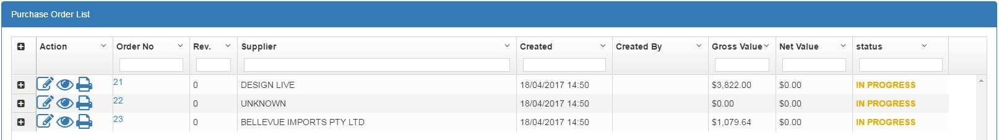 Purchase Order List
Action Order No Rev. Supplier Created Created By Gross Value Net Value status
21 0 DESIGN LIVE 18/04/2017 14:50 $3,822.00 $0.00 IN PROGRESS
22 0 UNKNOWN 18/04/2017 14:50 $0.00 $0.00 IN PROGRESS
23 0 BELLEVUE IMPORTS PTY LTD 18/04/2017 14:50 $1,079.64 $0.00 IN PROGRESS